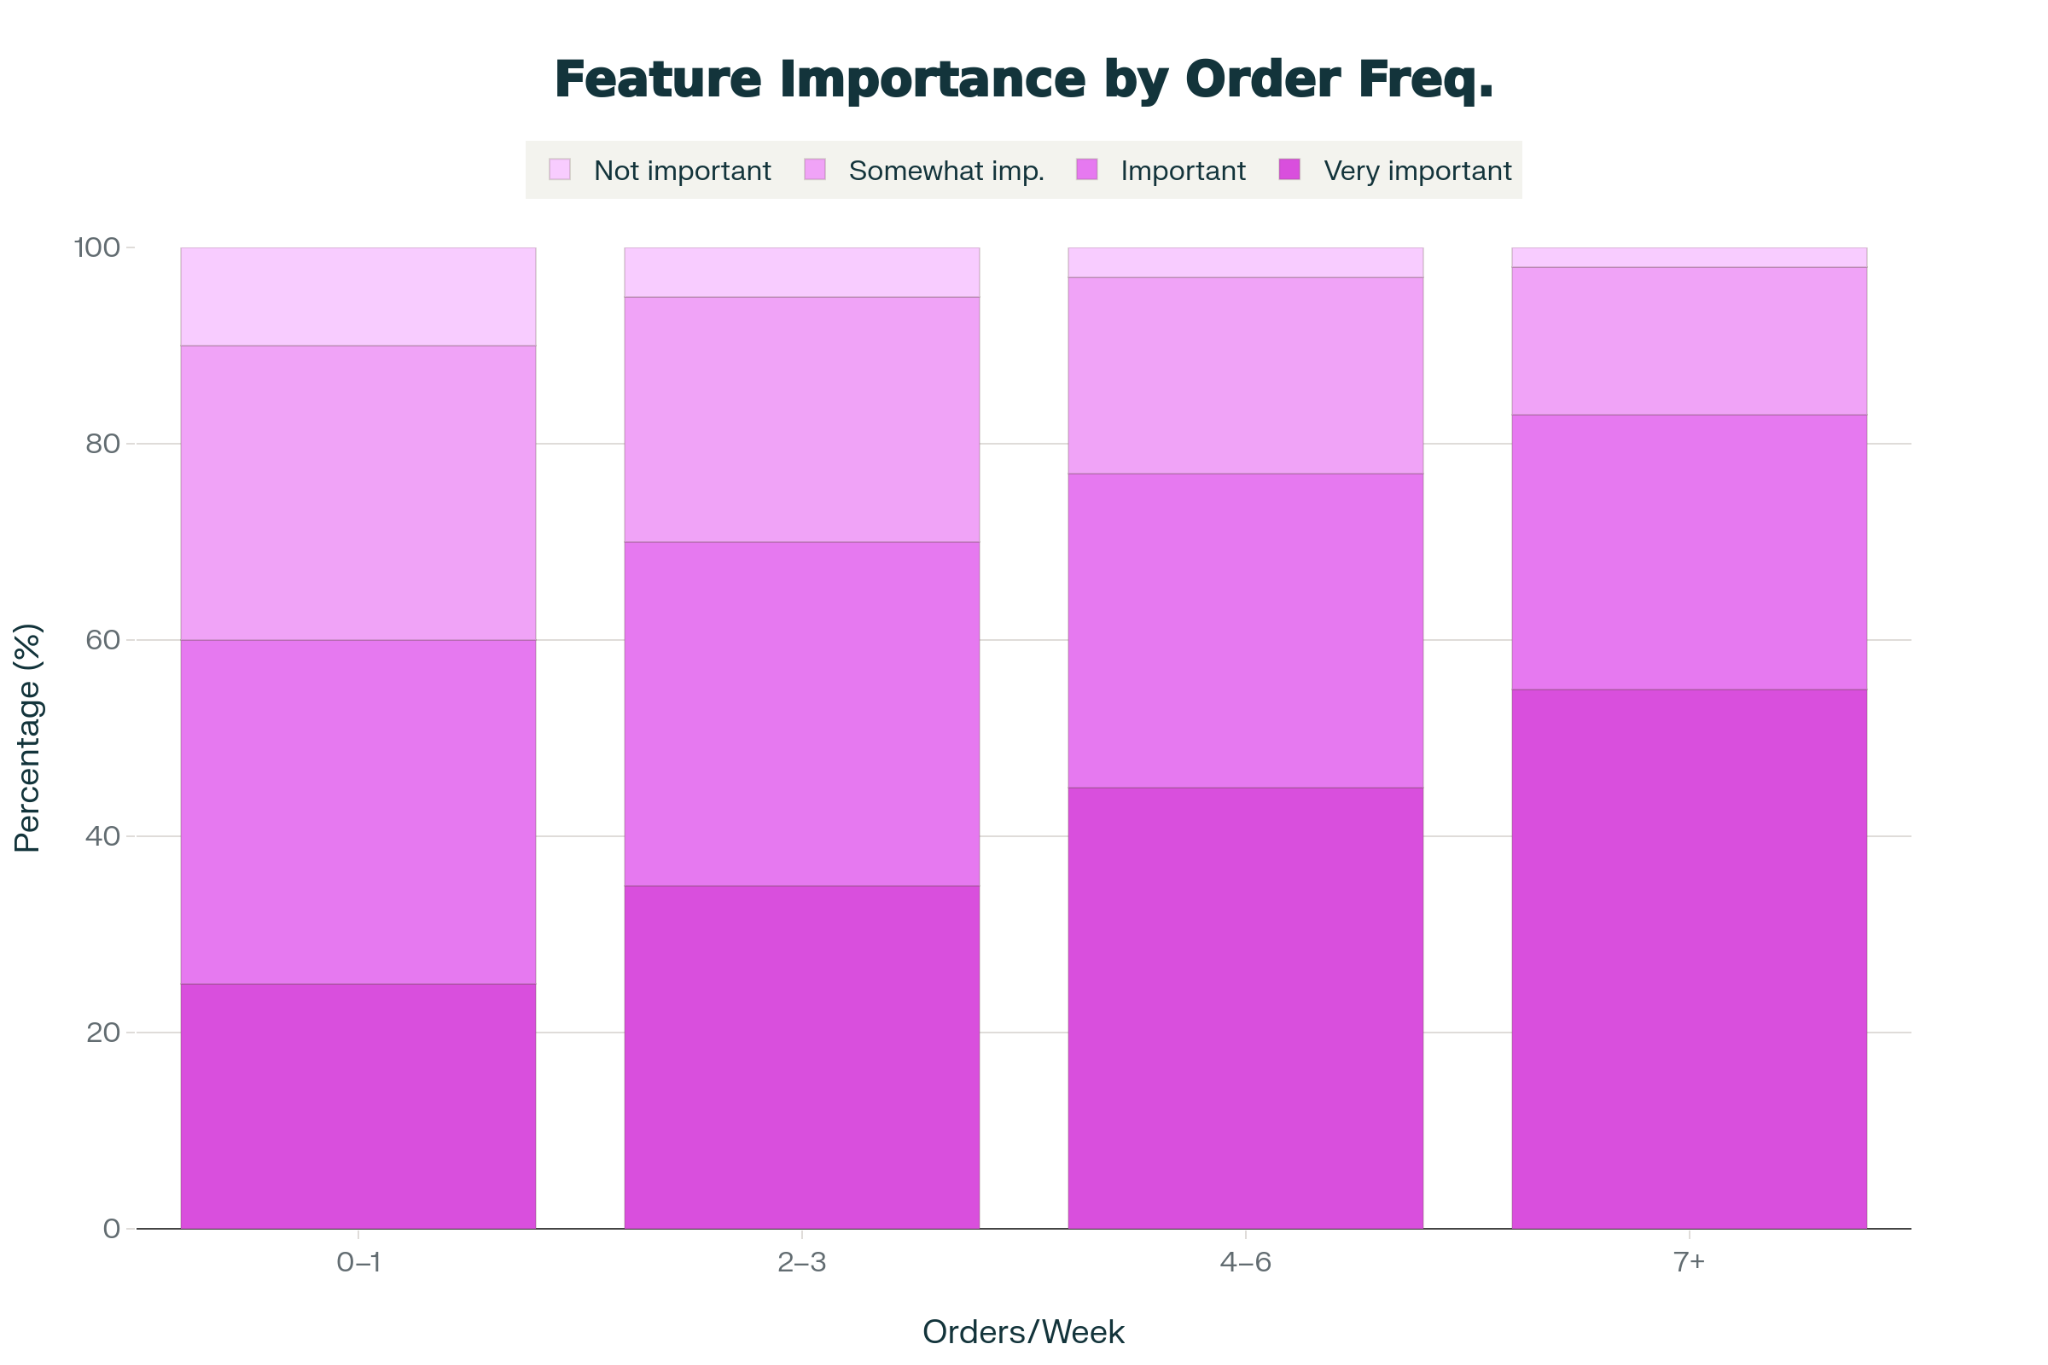 Feature Importance by Order Freq.
Not important Somewhat imp. Important Very important
100
80
60
40
20
0
Percentage (%)
0–1 2–3 4–6 7+
Orders/Week